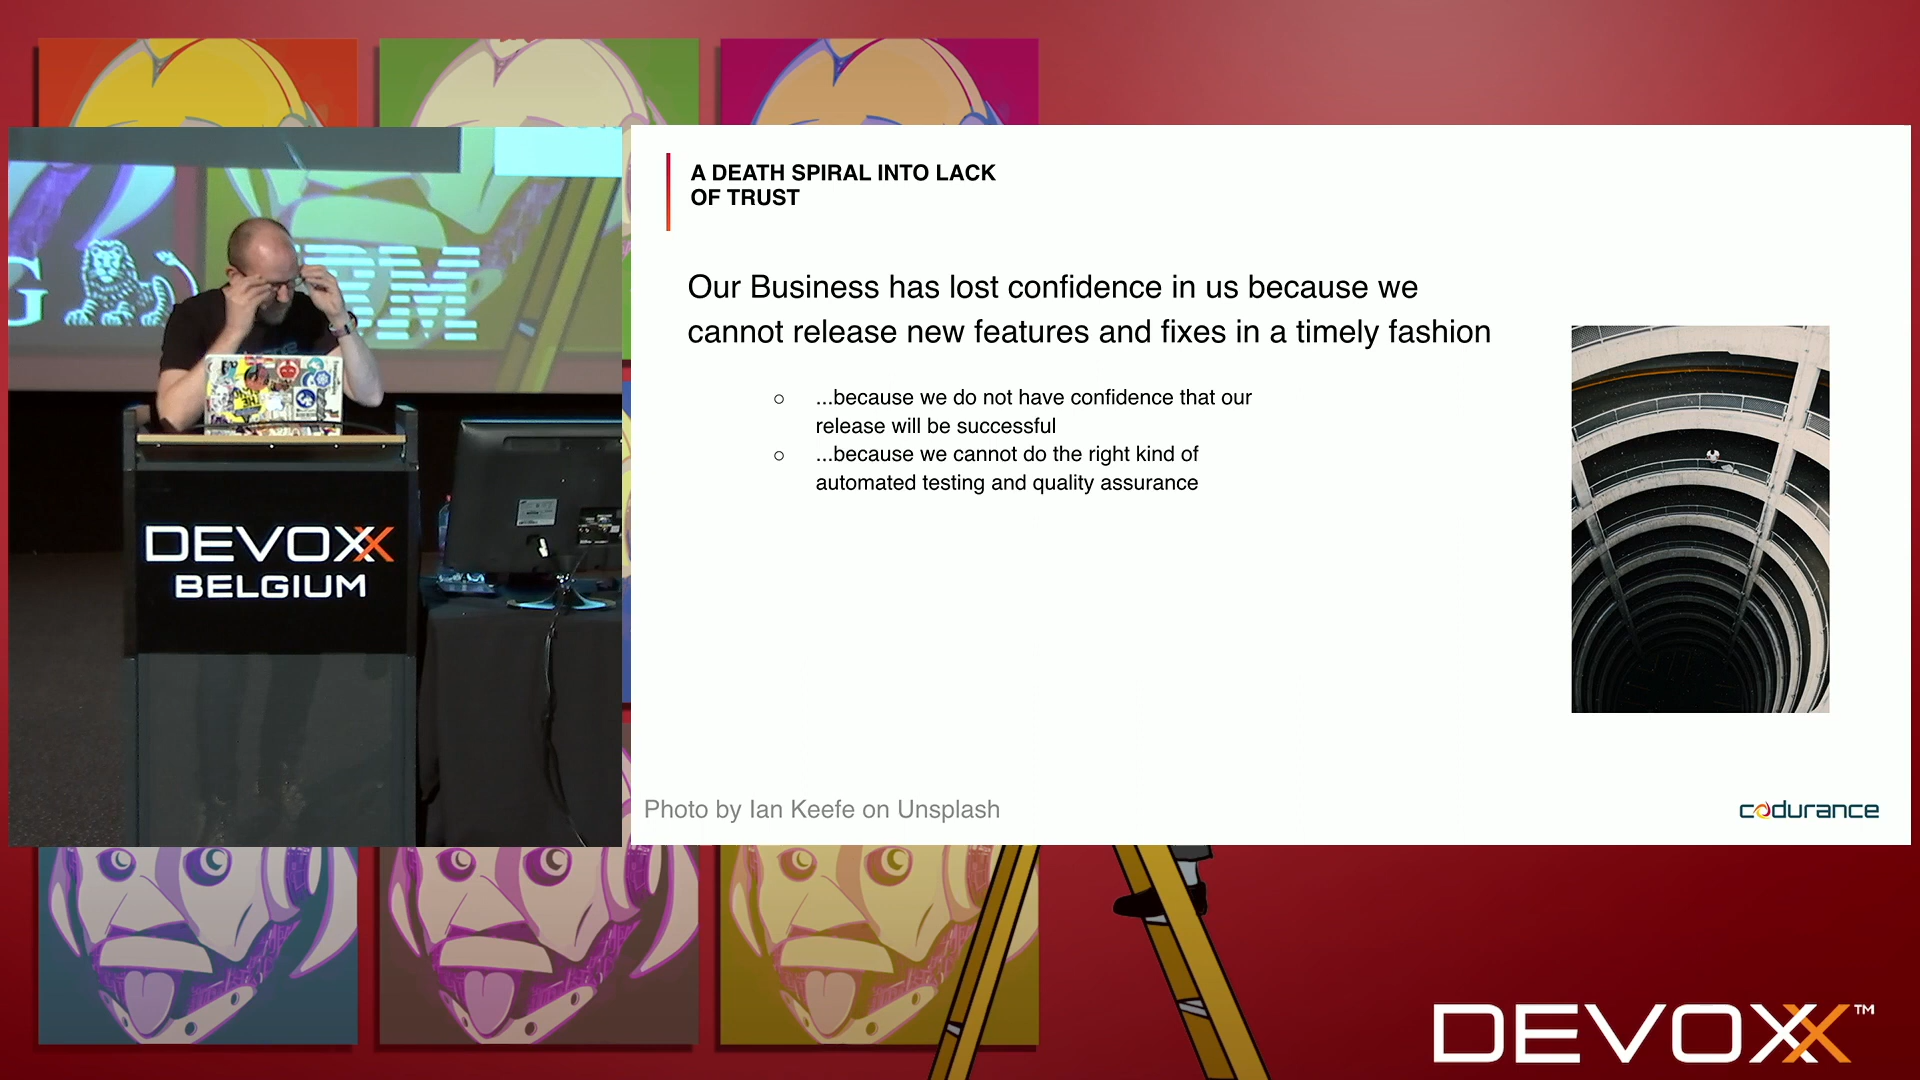 A DEATH SPIRAL INTO LACK
OF TRUST
Our Business has lost confidence in us because we
cannot release new features and fixes in a timely fashion
...because we do not have confidence that our
release will be successful
...because we cannot do the right kind of
automated testing and quality assurance
Photo by Ian Keefe on Unsplash
codurance
G
IBM
DEVOXX
BELGIUM
DEVOXX™